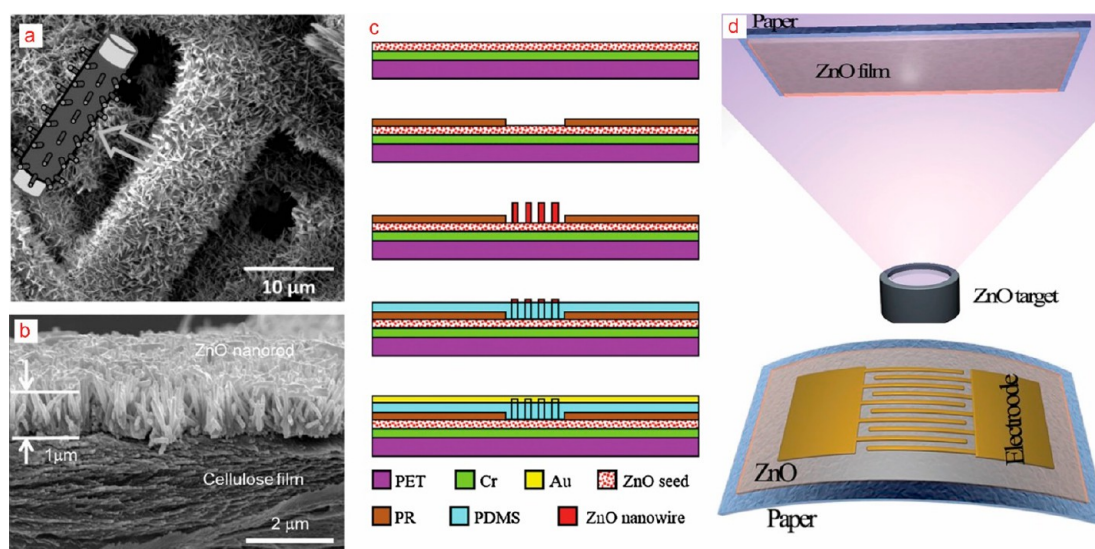 a
10 μm
b
ZnO nanorod
1μm
Cellulose film
2 μm
c
PET
Cr
Au
ZnO seed
PR
PDMS
ZnO nanowire
d
Paper
ZnO film
ZnO target
Electroode
ZnO
Paper